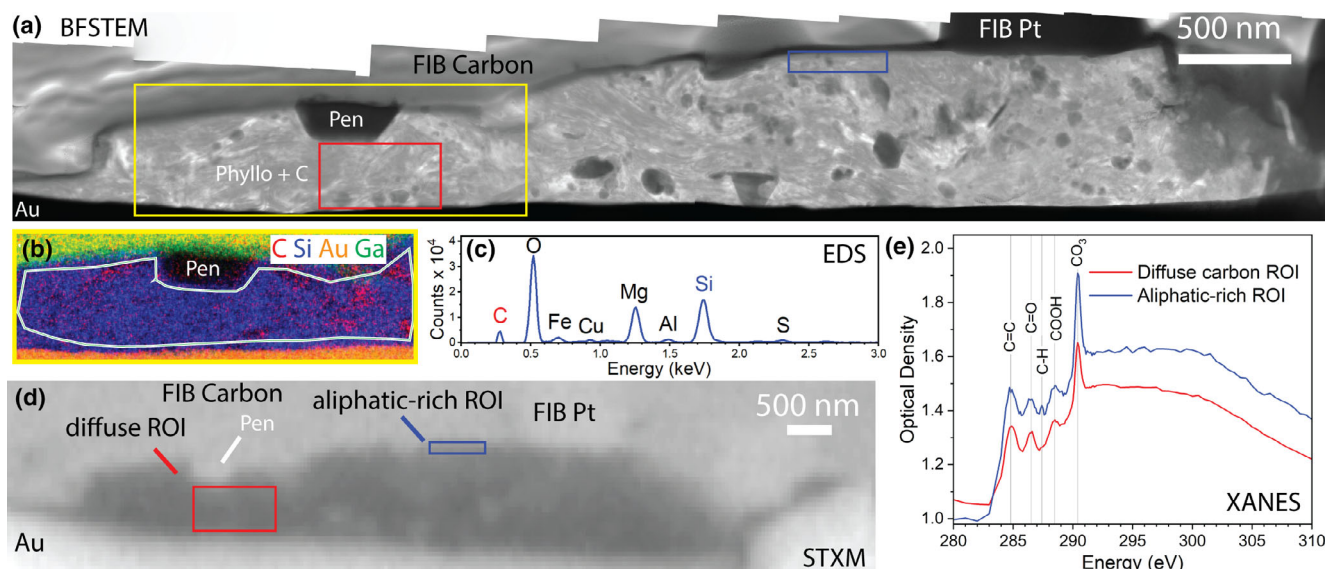 (a) BFSTEM
FIB Carbon
FIB Pt
500 nm
Pen
Phyllo + C
Au
(b)
C Si Au Ga
Pen
(c)
EDS
Counts x 10⁴
4
3
2
1
0
C
O
Fe
Cu
Mg
Al
Si
S
0.0 0.5 1.0 1.5 2.0 2.5 3.0
Energy (keV)
(d)
FIB Carbon
aliphatic-rich ROI
FIB Pt
500 nm
diffuse ROI
Pen
Au
STXM
(e)
Optical Density
2.0
1.8
1.6
1.4
1.2
1.0
C=C
C=O
C-H
COOH
CO₃
Diffuse carbon ROI
Aliphatic-rich ROI
XANES
280 285 290 295 300 305 310
Energy (eV)